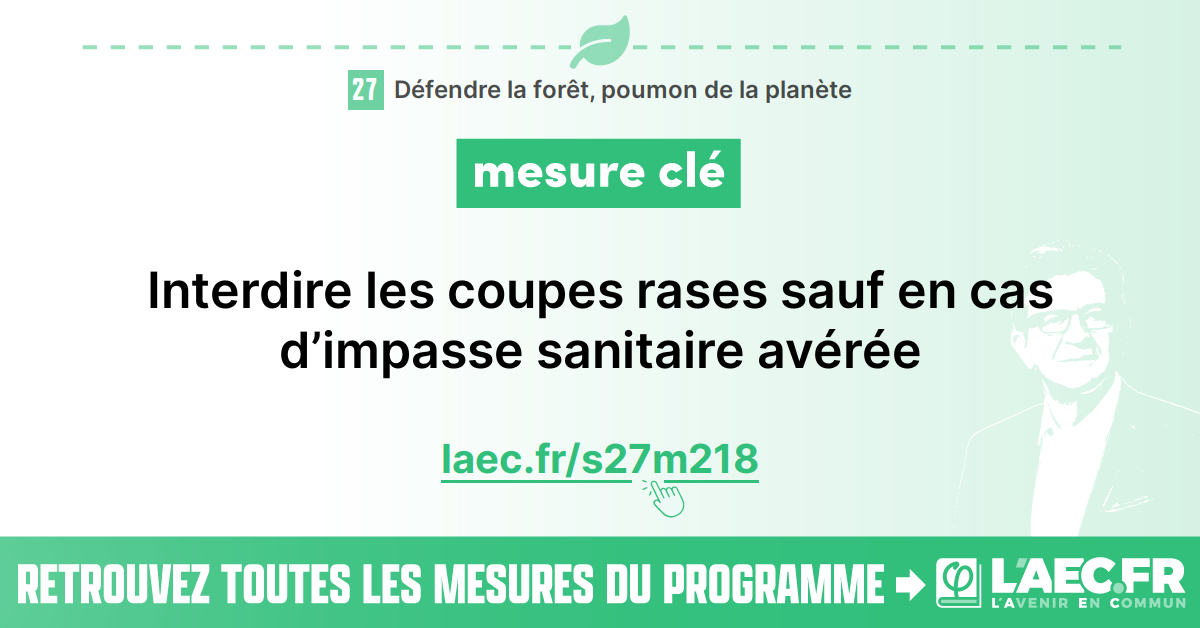 27 Défendre la forêt, poumon de la planète
mesure clé
Interdire les coupes rases sauf en cas
d’impasse sanitaire avérée
laec.fr/s27m218
RETROUVEZ TOUTES LES MESURES DU PROGRAMME
φ L'AEC.FR
L'AVENIR EN COMMUN